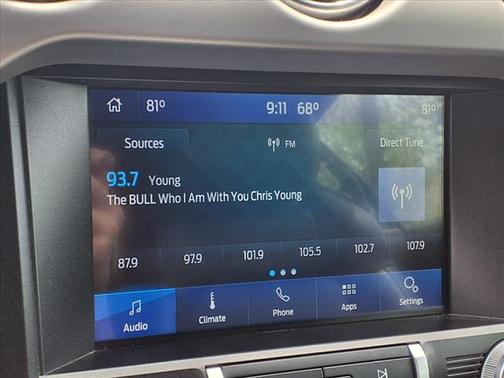 81° 9:11 68° 81°
Sources FM Direct Tune
93.7 Young
The BULL Who I Am With You Chris Young
87.9 97.9 101.9 105.5 102.7 107.9
Audio Climate Phone Apps Settings